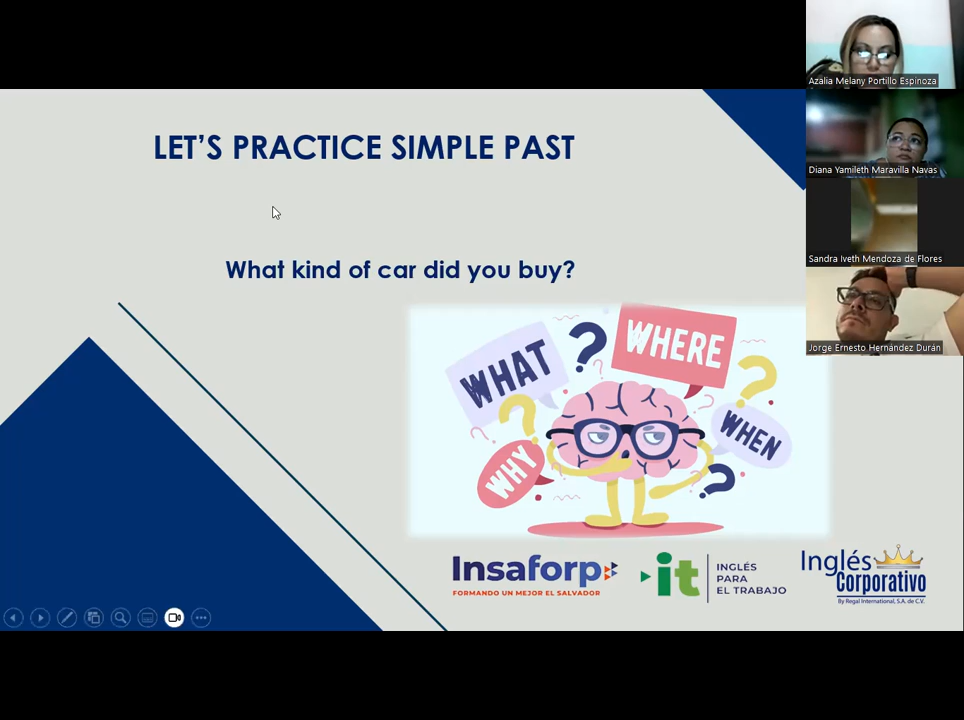 Azalia Melany Portillo Espinoza
Diana Yamileth Maravilla Navas
Sandra Iveth Mendoza de Flores
Jorge Ernesto Hernández Durán
LET'S PRACTICE SIMPLE PAST
What kind of car did you buy?
WHAT
WHERE
WHEN
WHY
Insaforp
FORMANDO UN MEJOR EL SALVADOR
it
INGLÉS
PARA
EL TRABAJO
Inglés
Corporativo
By Regal International, S.A. de C.V.